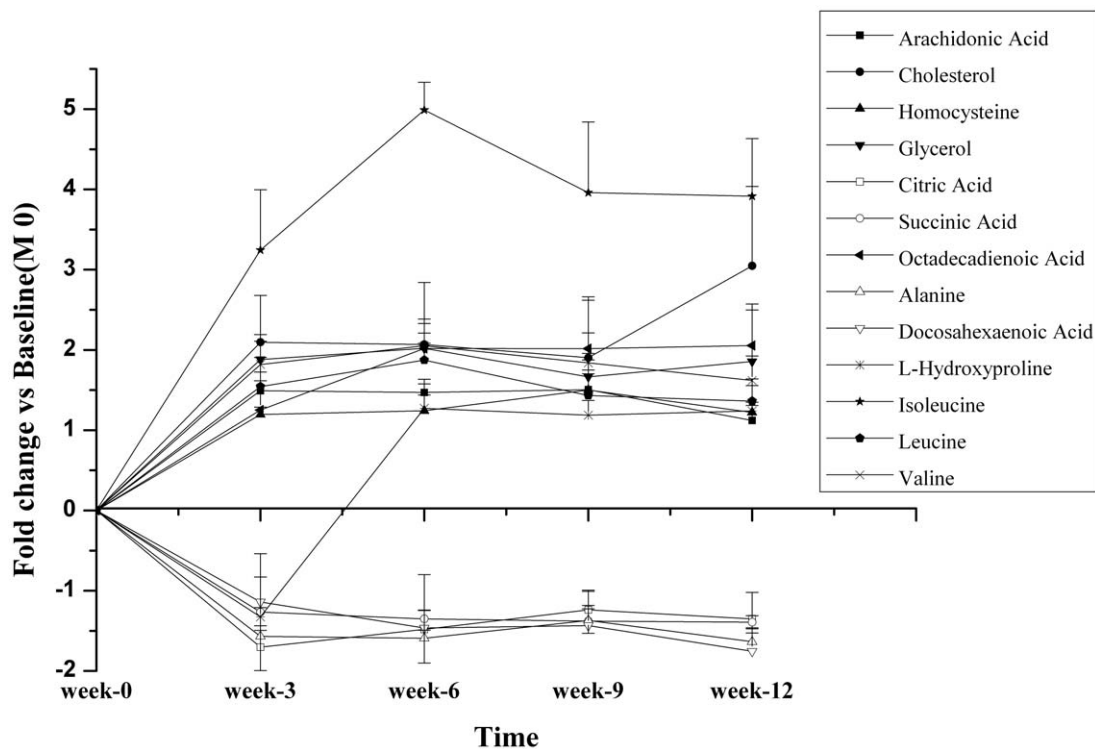 Fold change vs Baseline(M 0)
5
4
3
2
1
0
-1
-2
week-0
week-3
week-6
week-9
week-12
Time
Arachidonic Acid
Cholesterol
Homocysteine
Glycerol
Citric Acid
Succinic Acid
Octadecadienoic Acid
Alanine
Docosahexaenoic Acid
L-Hydroxyproline
Isoleucine
Leucine
Valine